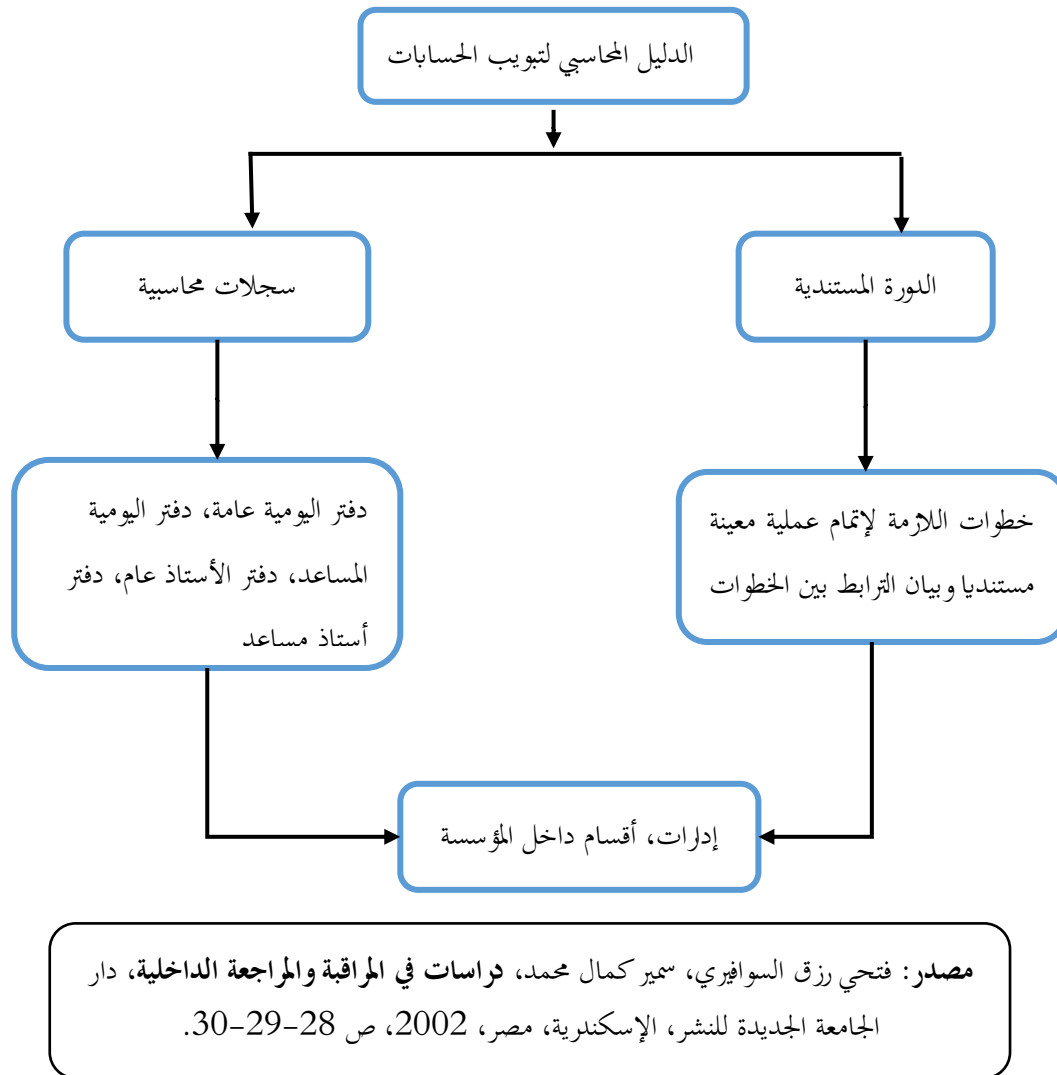 الدليل المحاسبي لتبويب الحسابات
الدورة المستندية
سجلات محاسبية
خطوات اللازمة لإتمام عملية معينة
مستنديا وبيان الترابط بين الخطوات
دفتر اليومية عامة، دفتر اليومية
المساعد، دفتر الأستاذ عام، دفتر
أستاذ مساعد
إدارات، أقسام داخل المؤسسة
مصدر: فتحي رزق السوافيري، سمير كمال محمد، دراسات في المراقبة والمراجعة الداخلية، دار
الجامعة الجديدة للنشر، الإسكندرية، مصر، 2002، ص 28-29-30.